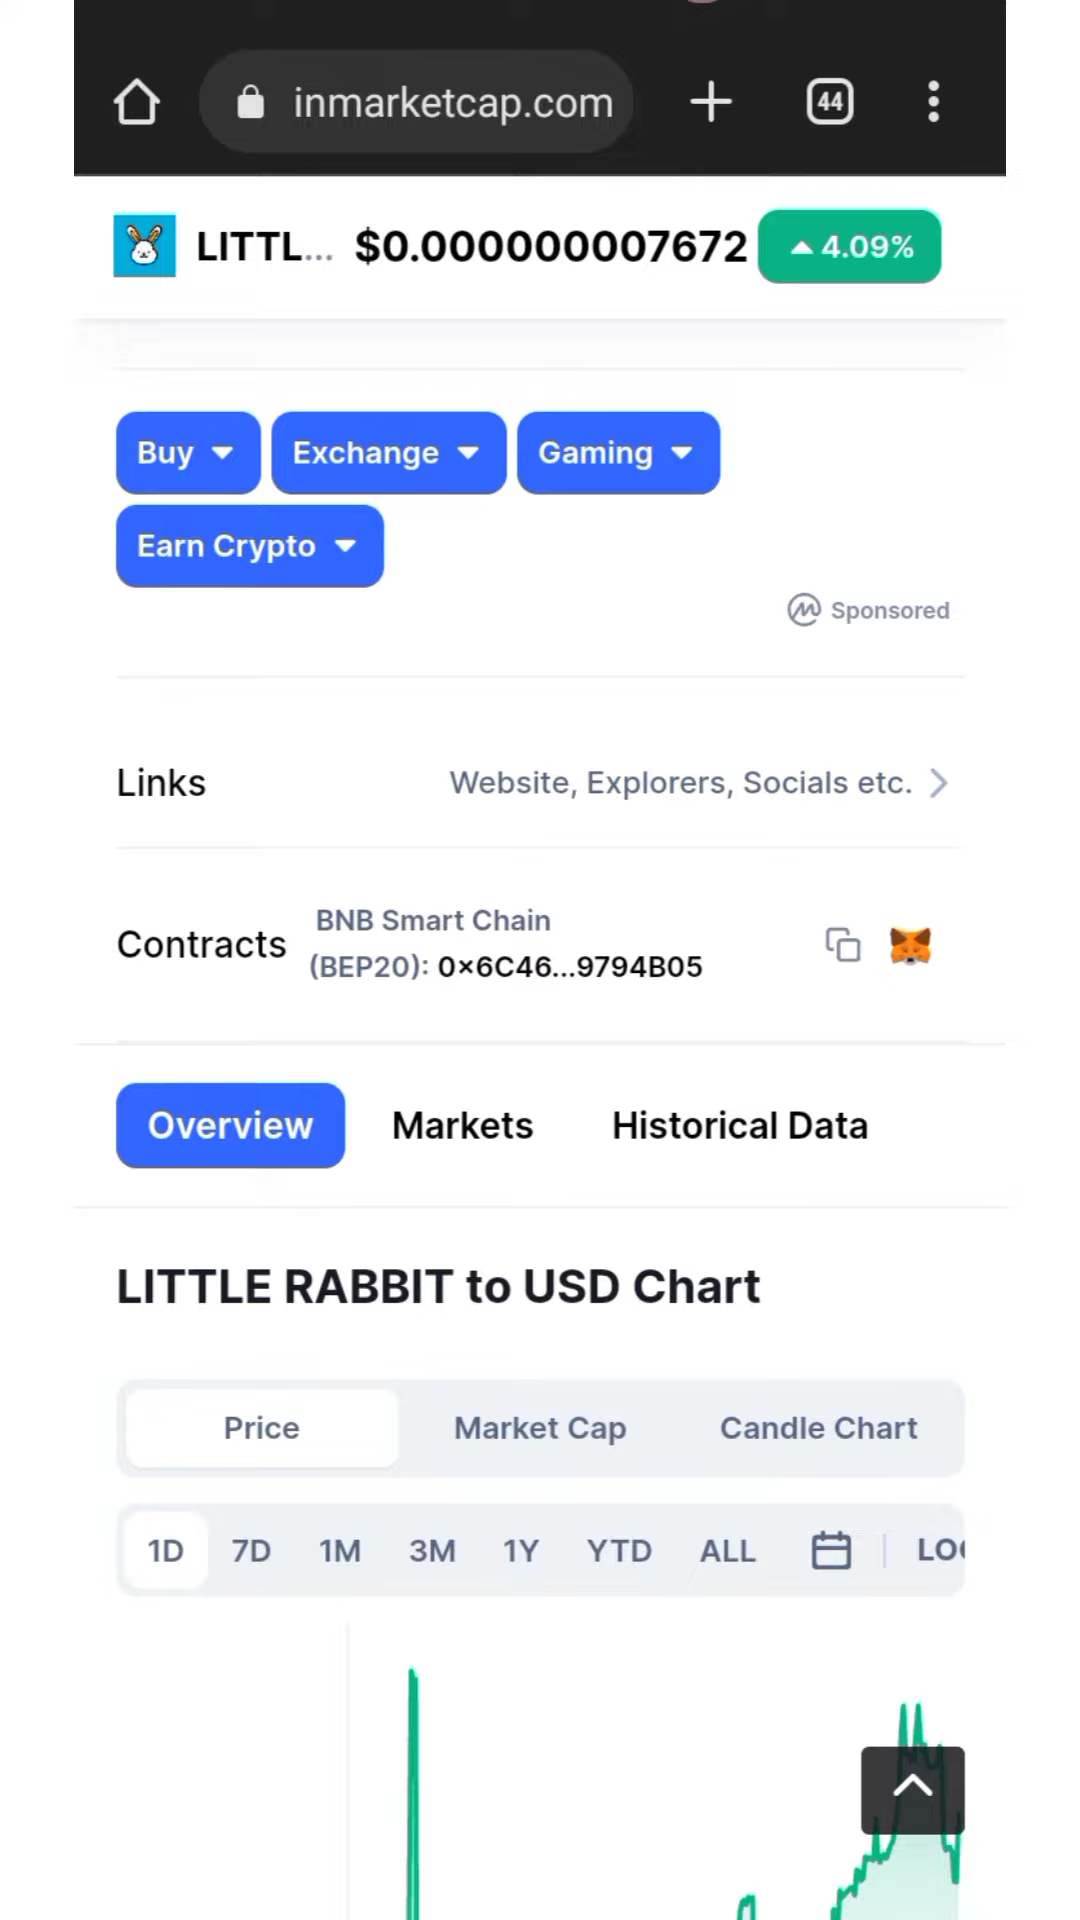 inmarketcap.com
44
LITTL... $0.000000007672 4.09%
Buy Exchange Gaming
Earn Crypto
Sponsored
Links Website, Explorers, Socials etc.
Contracts BNB Smart Chain
(BEP20): 0x6C46...9794B05
Overview Markets Historical Data
LITTLE RABBIT to USD Chart
Price Market Cap Candle Chart
1D 7D 1M 3M 1Y YTD ALL